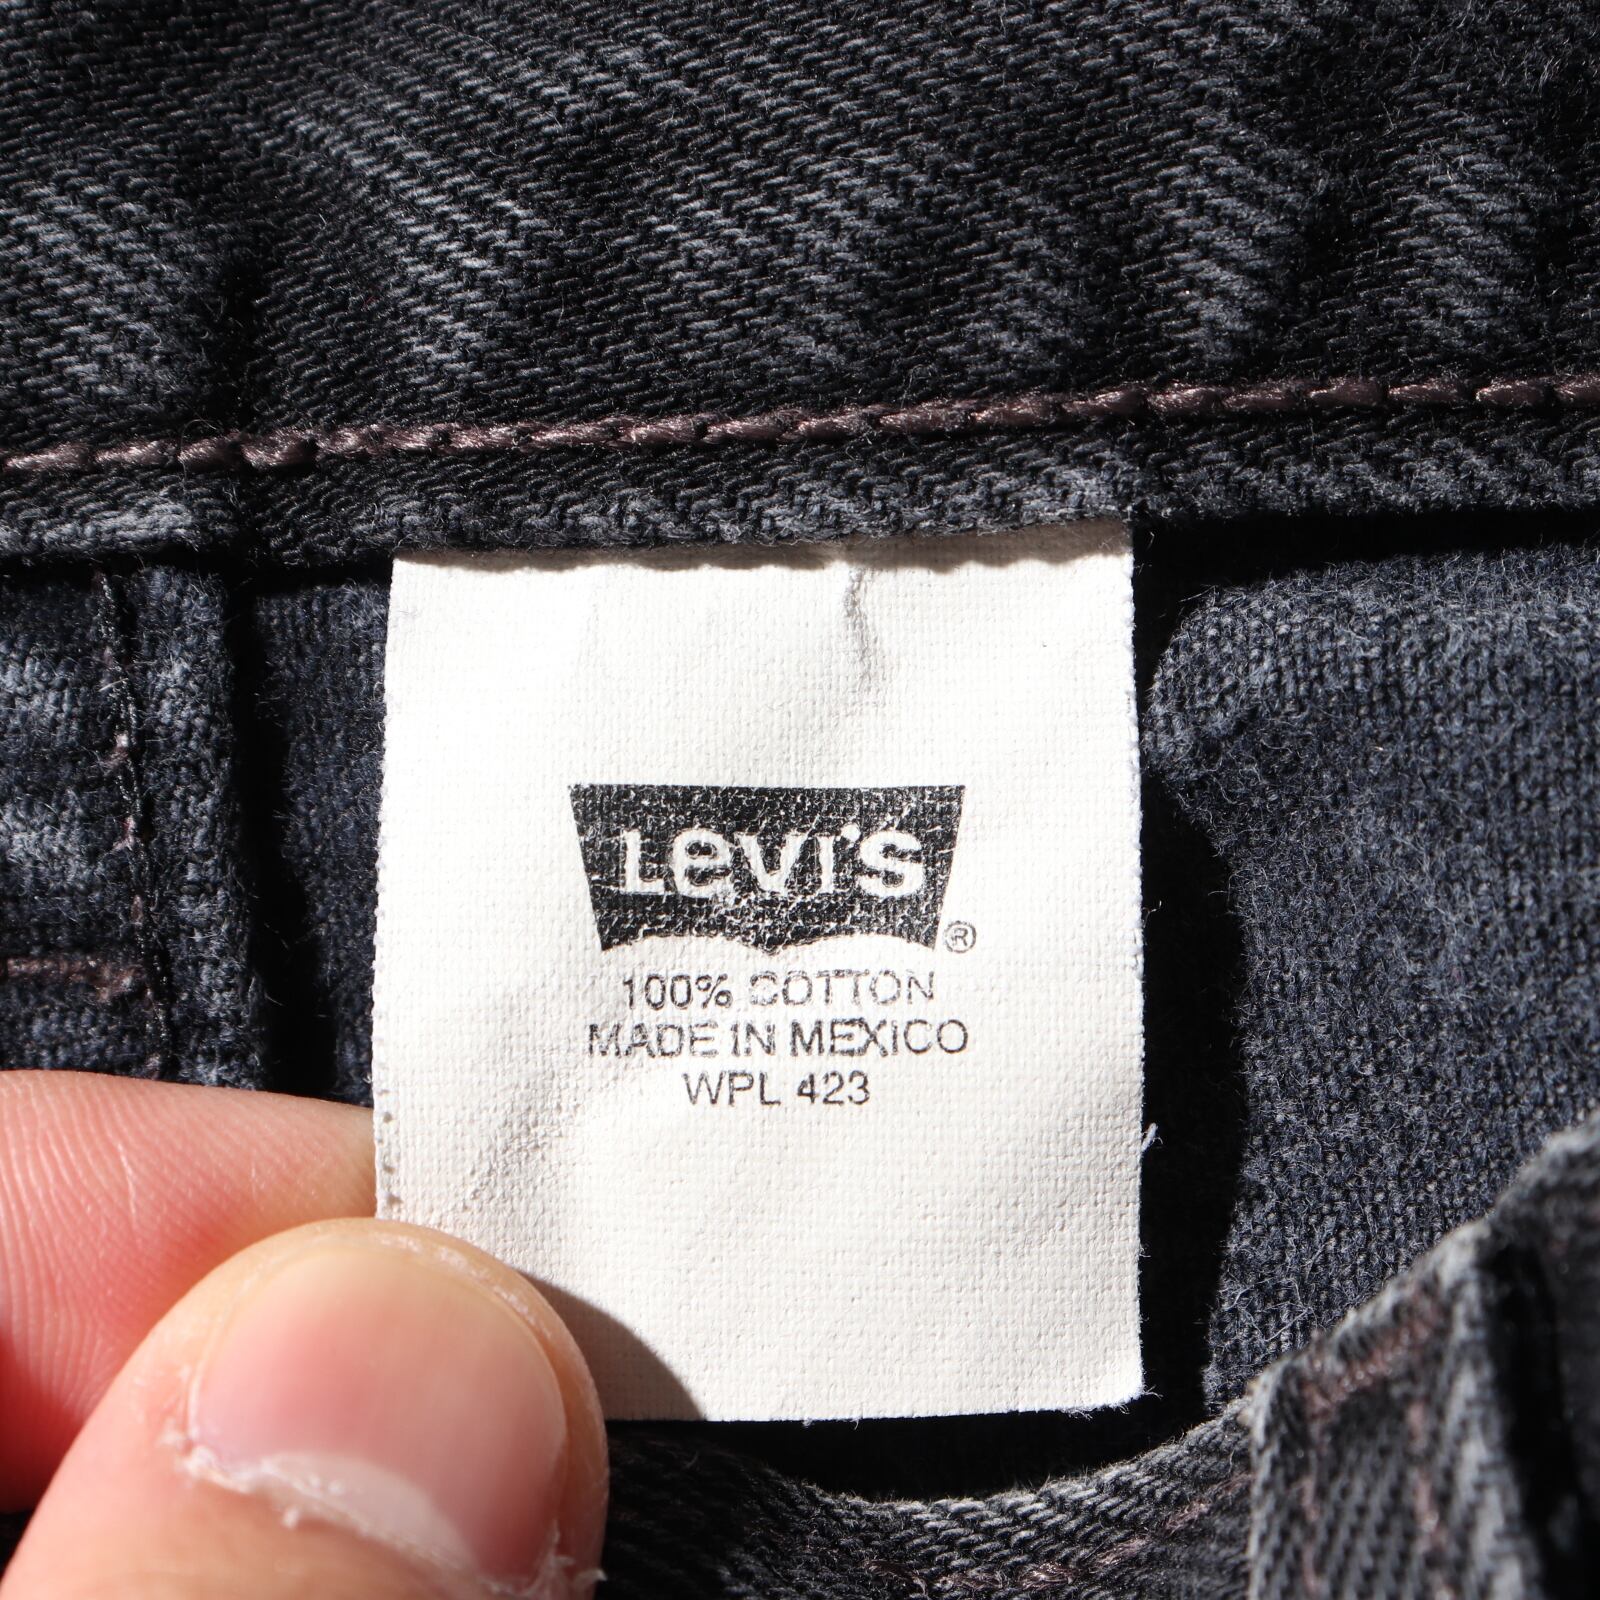 Levi's ®
100% COTTON
MADE IN MEXICO
WPL 423